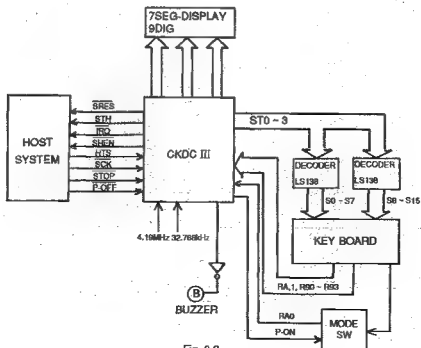 7SEG-DISPLAY
9DIG
HOST
SYSTEM
SRES
STH
IRQ
SHEN
HTS
SCK
STOP
P-OFF
CKDC III
ST0 ~ 3
DECODER
LS138
DECODER
LS138
S0 ~ S7
S8 ~ S15
KEY BOARD
4.19MHz
32.768kHz
RA,1, R90 ~ R93
B
BUZZER
RA0
P-ON
MODE
SW